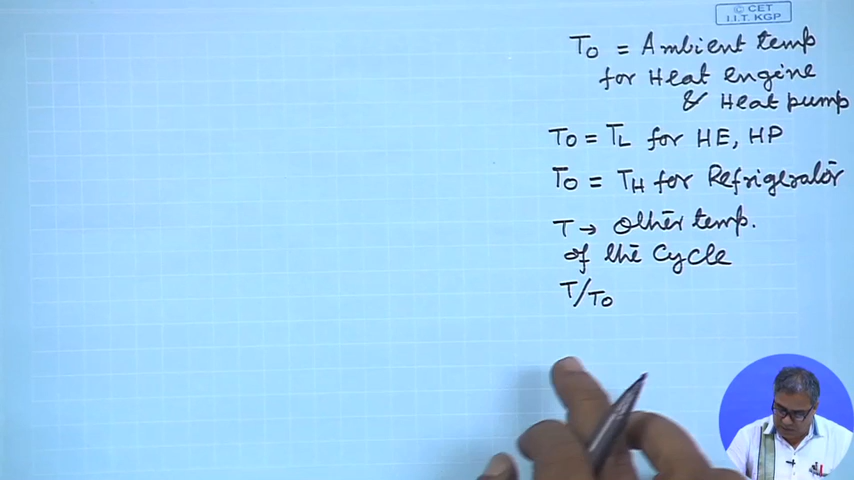 © CET
I.I.T. KGP
T0 = Ambient temp
for Heat engine
& Heat pump
T0 = TL for HE, HP
T0 = TH for Refrigerator
T → other temp.
of the Cycle
T/T0